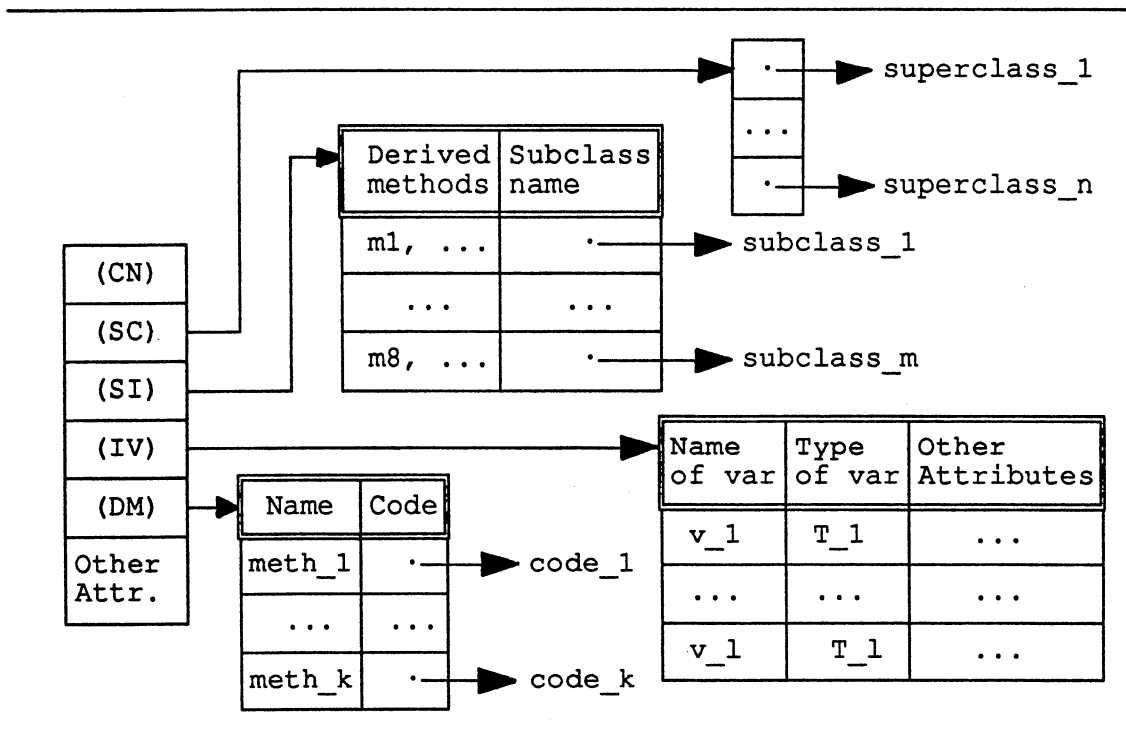 superclass_1
...
superclass_n
Derived methods
Subclass name
m1, ...
subclass_1
... ...
m8, ...
subclass_m
(CN)
(SC)
(SI)
(IV)
(DM)
Other
Attr.
Name Code
meth_1
code_1
... ...
meth_k
code_k
Name of var
Type of var
Other Attributes
v_1 T_1 ...
... ... ...
v_l T_l ...